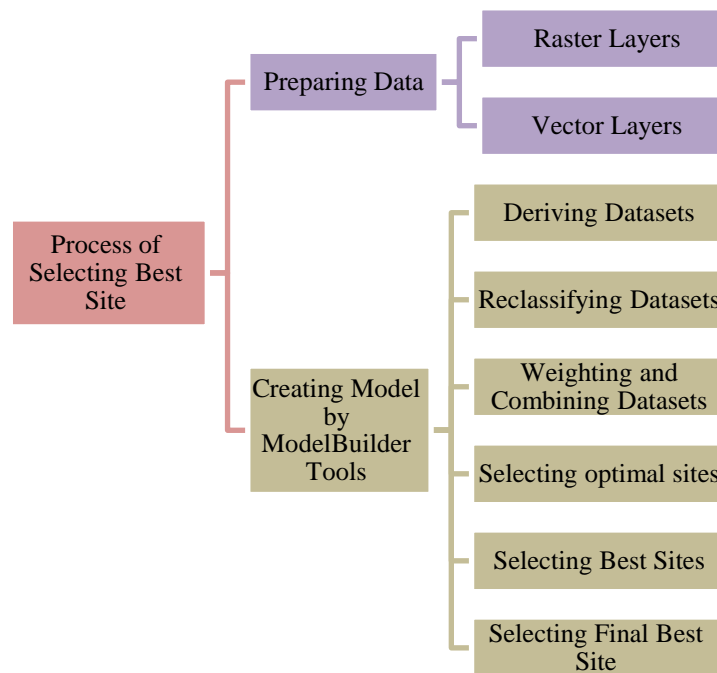 Process of
Selecting Best
Site
Preparing Data
Raster Layers
Vector Layers
Creating Model
by
ModelBuilder
Tools
Deriving Datasets
Reclassifying Datasets
Weighting and
Combining Datasets
Selecting optimal sites
Selecting Best Sites
Selecting Final Best
Site